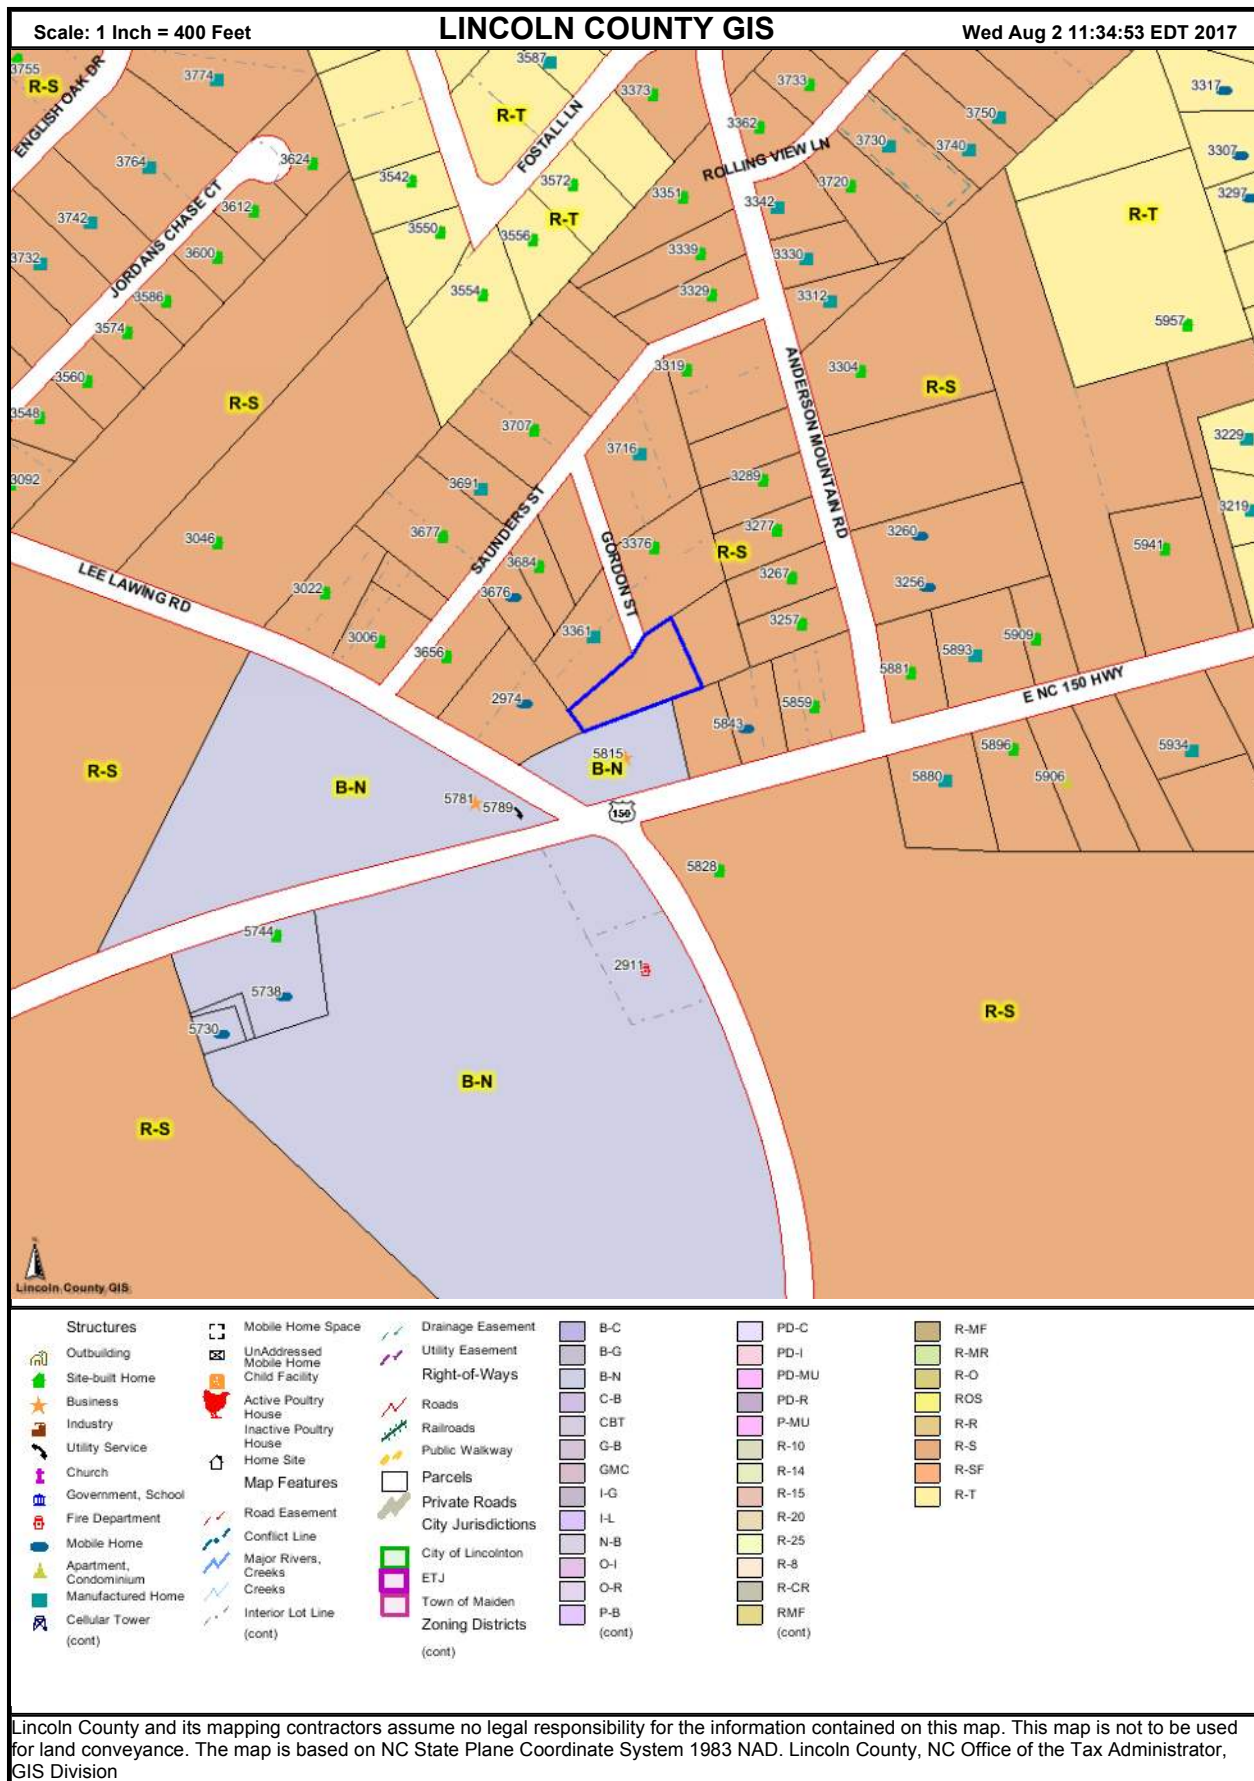 Scale: 1 Inch = 400 Feet
LINCOLN COUNTY GIS
Wed Aug 2 11:34:53 EDT 2017
3755
R-S
ENGLISH OAK DR
3774
3764
3742
3732
JORDANS CHASE CT
3624
3612
3600
3586
3574
3560
3548
3092
R-S
3046
3587
R-T
FOSTALL LN
3542
3572
R-T
3550
3556
3554
3373
3362
3733
ROLLING VIEW LN
3730
3750
3740
3720
3351
3342
3339
3330
3329
3312
3317
3307
3297
R-T
5957
3319
ANDERSON MOUNTAIN RD
3304
R-S
3707
3716
3691
SAUNDERS ST
3289
3677
3684
GORDON ST
3376
3277
R-S
3267
3676
3361
3257
3260
3256
3229
3219
5941
LEE LAWING RD
3022
3006
3656
2974
5909
5893
5881
E NC 150 HWY
5859
5843
5815
B-N
R-S
B-N
5781
5789
150
5896
5880
5906
5934
5828
5744
5738
5730
2911
R-S
B-N
R-S
Lincoln County GIS
Structures
Outbuilding
Site-built Home
Business
Industry
Utility Service
Church
Government, School
Fire Department
Mobile Home
Apartment,
Condominium
Manufactured Home
Cellular Tower
(cont)
Mobile Home Space
UnAddressed
Mobile Home
Child Facility
Active Poultry
House
Inactive Poultry
House
Home Site
Map Features
Road Easement
Conflict Line
Major Rivers,
Creeks
Creeks
Interior Lot Line
(cont)
Drainage Easement
Utility Easement
Right-of-Ways
Roads
Railroads
Public Walkway
Parcels
Private Roads
City Jurisdictions
City of Lincolnton
ETJ
Town of Maiden
Zoning Districts
(cont)
B-C
B-G
B-N
C-B
CBT
G-B
GMC
I-G
I-L
N-B
O-I
O-R
P-B
(cont)
PD-C
PD-I
PD-MU
PD-R
P-MU
R-10
R-14
R-15
R-20
R-25
R-8
R-CR
RMF
(cont)
R-MF
R-MR
R-O
ROS
R-R
R-S
R-SF
R-T
Lincoln County and its mapping contractors assume no legal responsibility for the information contained on this map. This map is not to be used
for land conveyance. The map is based on NC State Plane Coordinate System 1983 NAD. Lincoln County, NC Office of the Tax Administrator,
GIS Division